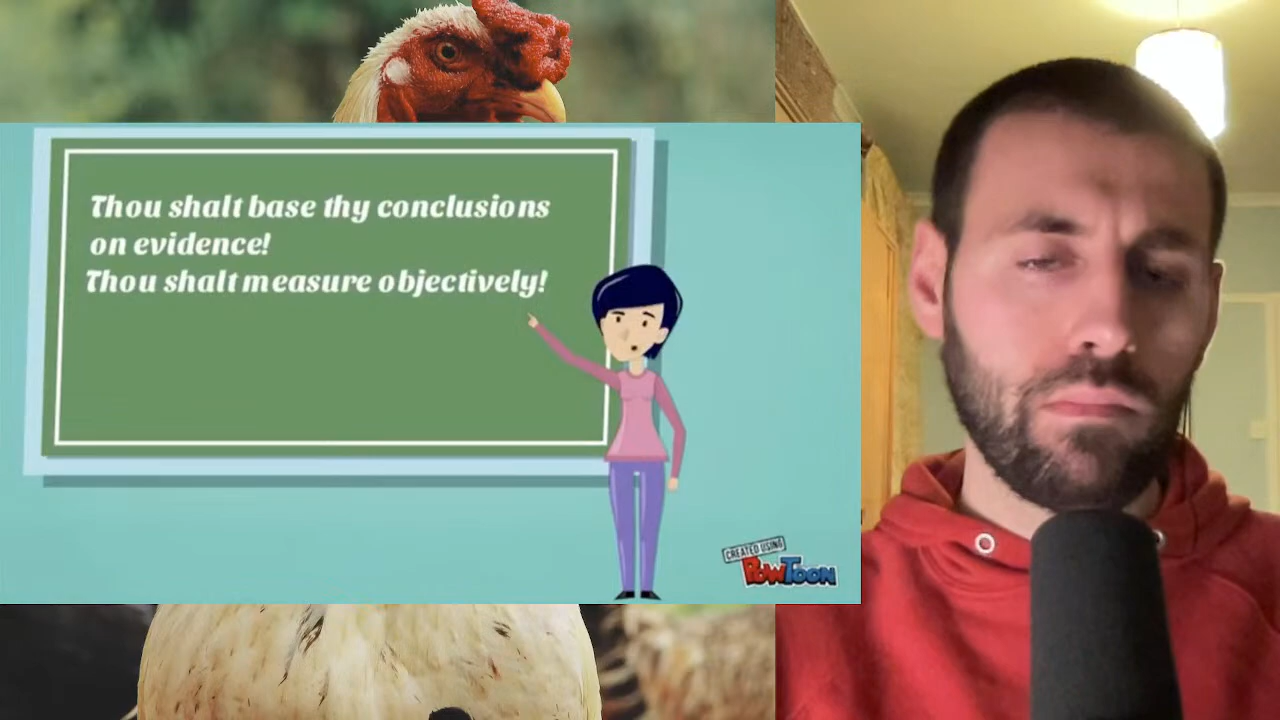 Thou shalt base thy conclusions
on evidence!
Thou shalt measure objectively!
CREATED USING
POWTOON